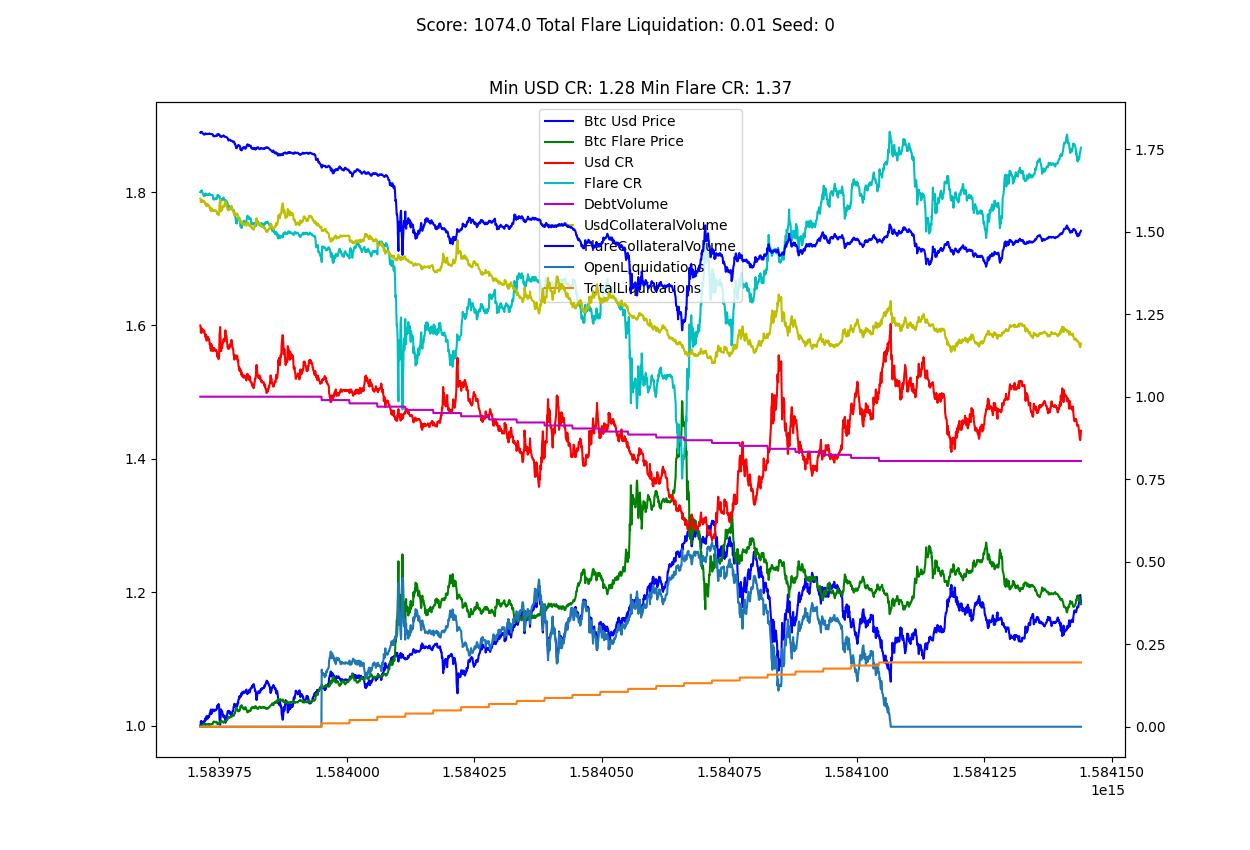 Score: 1074.0 Total Flare Liquidation: 0.01 Seed: 0
Min USD CR: 1.28 Min Flare CR: 1.37
Btc Usd Price
Btc Flare Price
Usd CR
Flare CR
DebtVolume
UsdCollateralVolume
FlareCollateralVolume
OpenLiquidations
TotalLiquidations
1.8
1.6
1.4
1.2
1.0
1.75
1.50
1.25
1.00
0.75
0.50
0.25
0.00
1.583975 1.584000 1.584025 1.584050 1.584075 1.584100 1.584125 1.584150
1e15